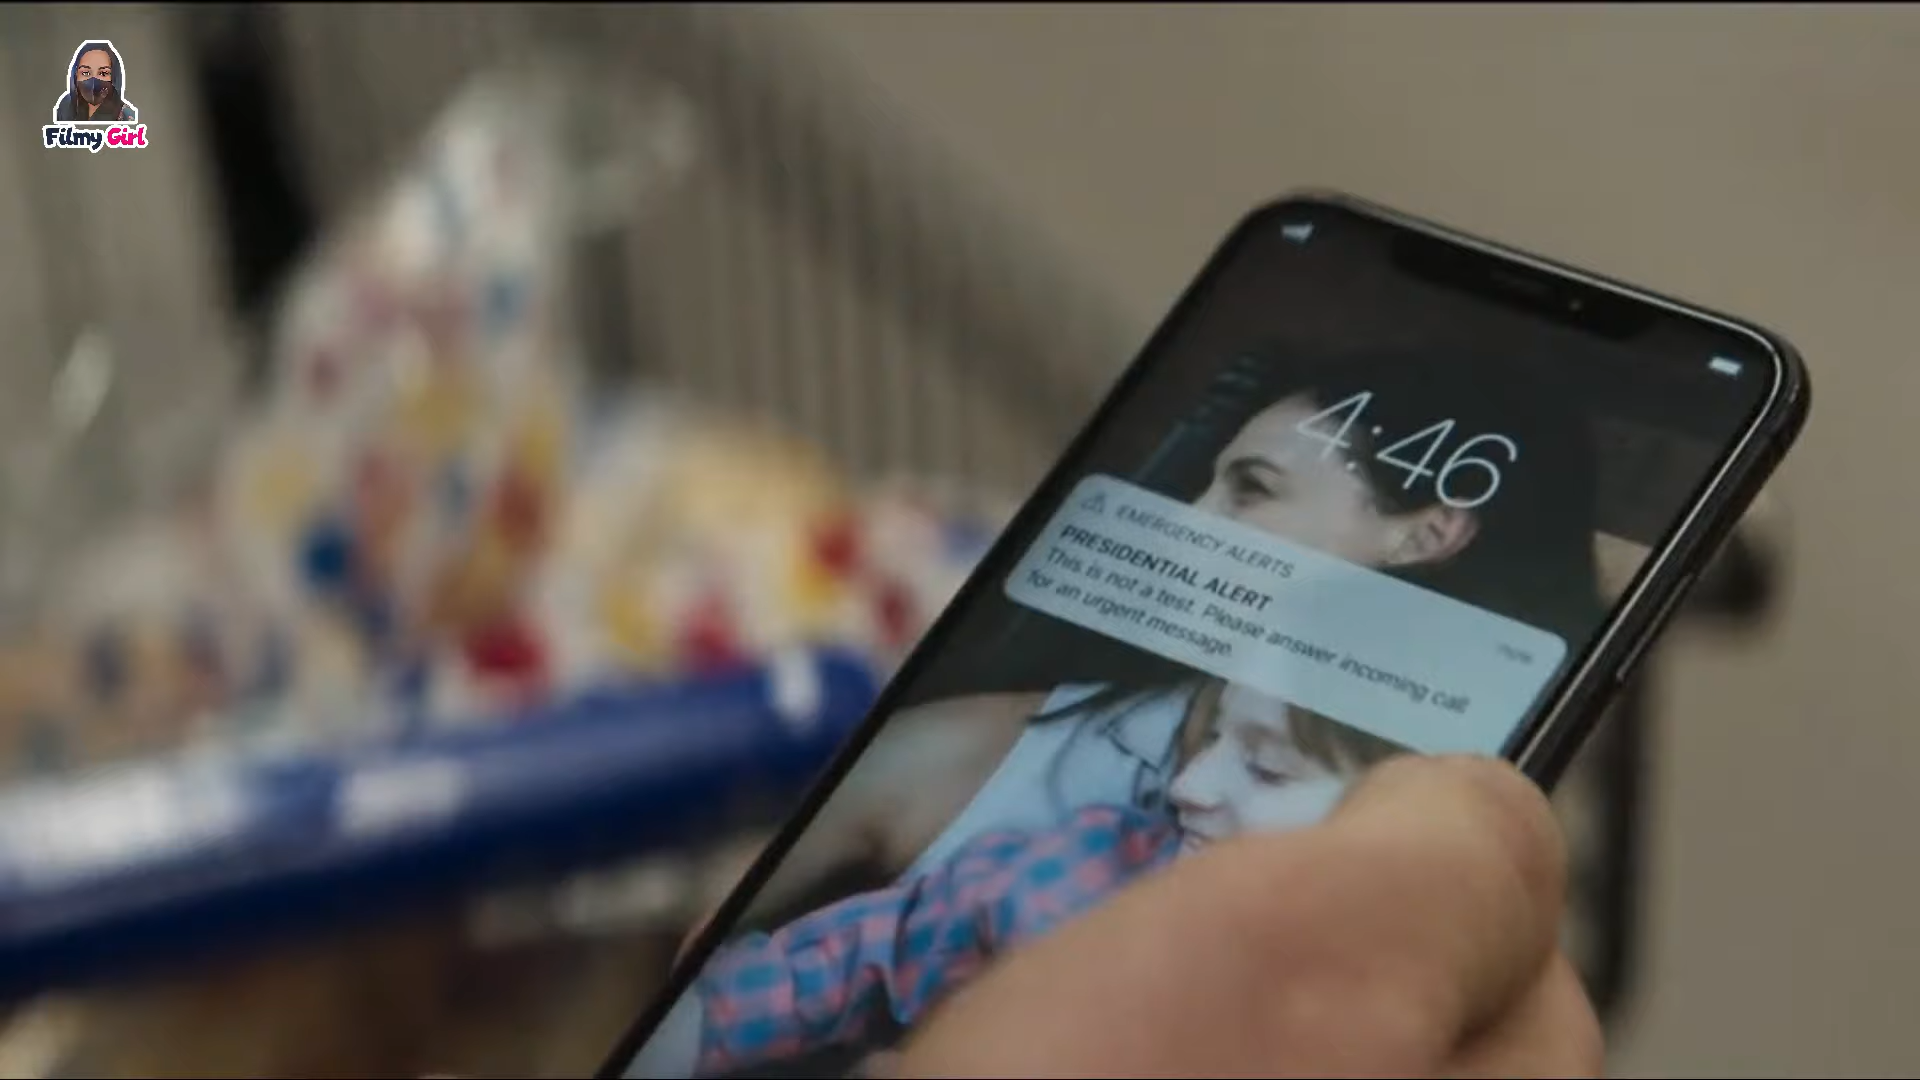 Filmy Girl
4:46
EMERGENCY ALERTS
now
PRESIDENTIAL ALERT
This is not a test. Please answer incoming call
for an urgent message.